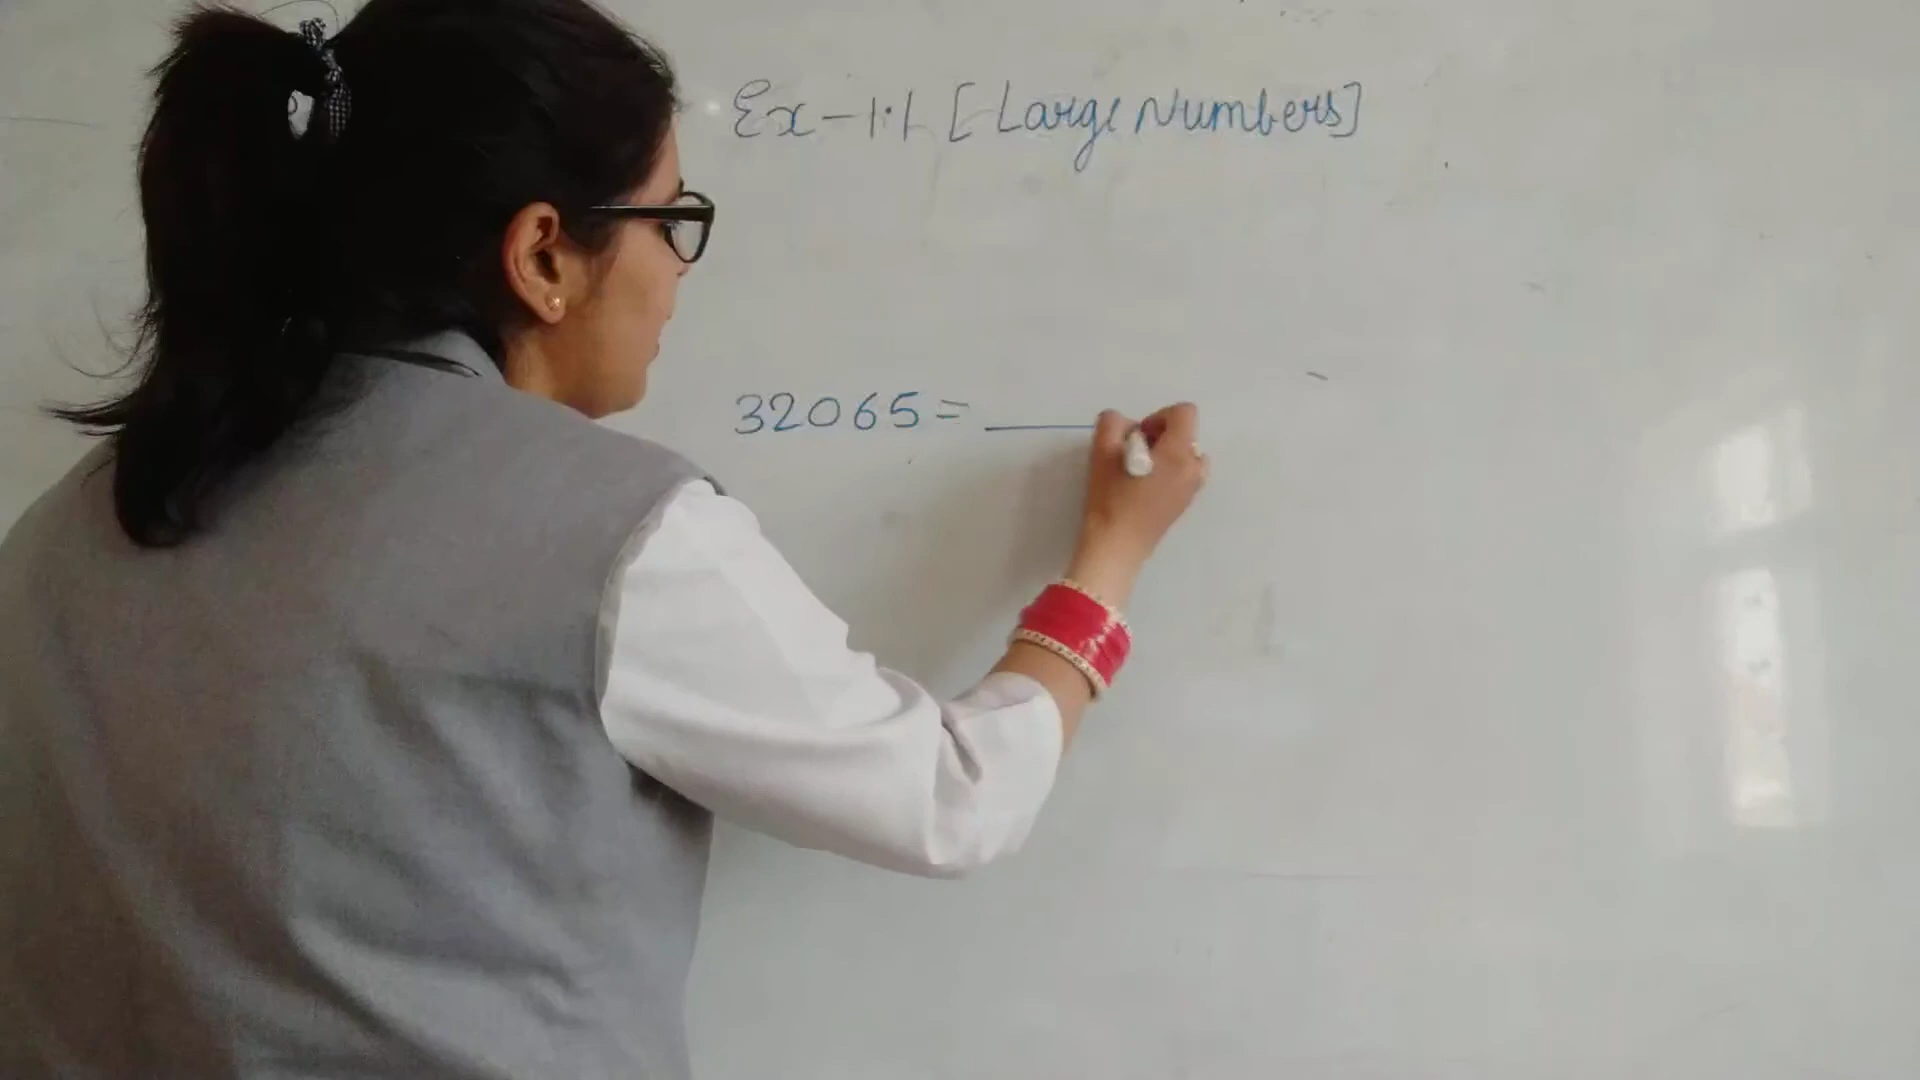 Ex-1.1 [Large Numbers]
32065 = ____